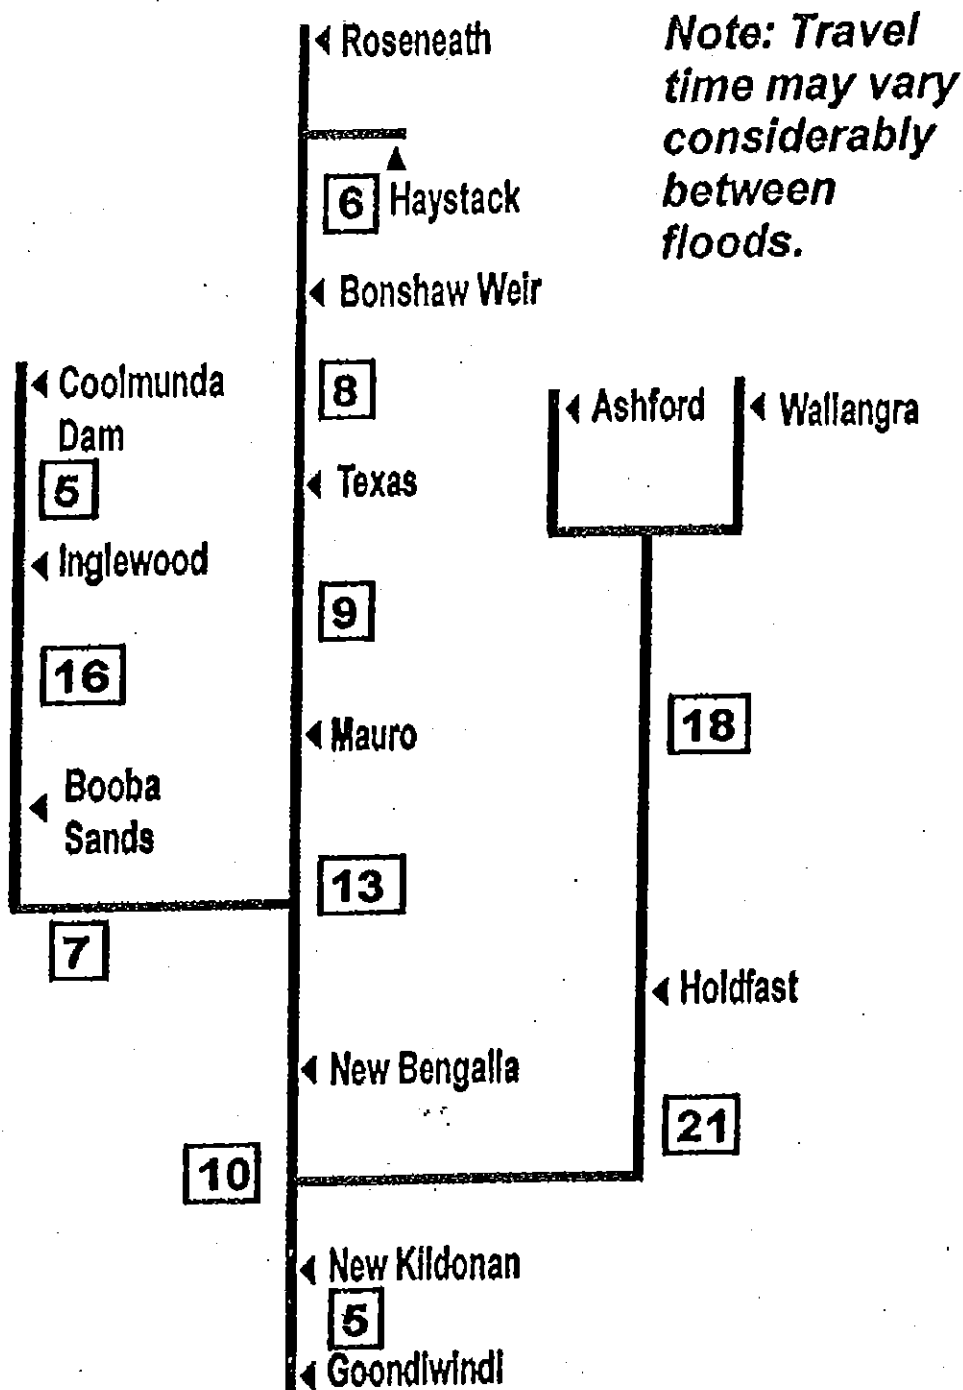 Roseneath
Note: Travel
time may vary
considerably
between
floods.
6 Haystack
Bonshaw Weir
Coolmunda
Dam
5
8
Ashford
Wallangra
Texas
Inglewood
9
16
18
Mauro
Booba
Sands
13
7
Holdfast
New Bengalla
21
10
New Kildonan
5
Goondiwindi